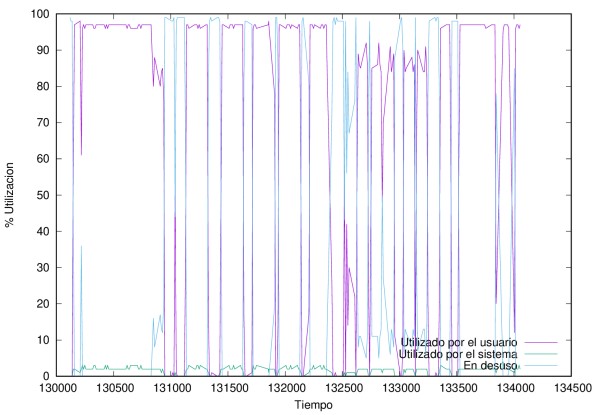 100
90
80
70
60
50
40
30
20
10
0
% Utilizacion
Utilizado por el usuario
Utilizado por el sistema
En desuso
130000 130500 131000 131500 132000 132500 133000 133500 134000 134500
Tiempo